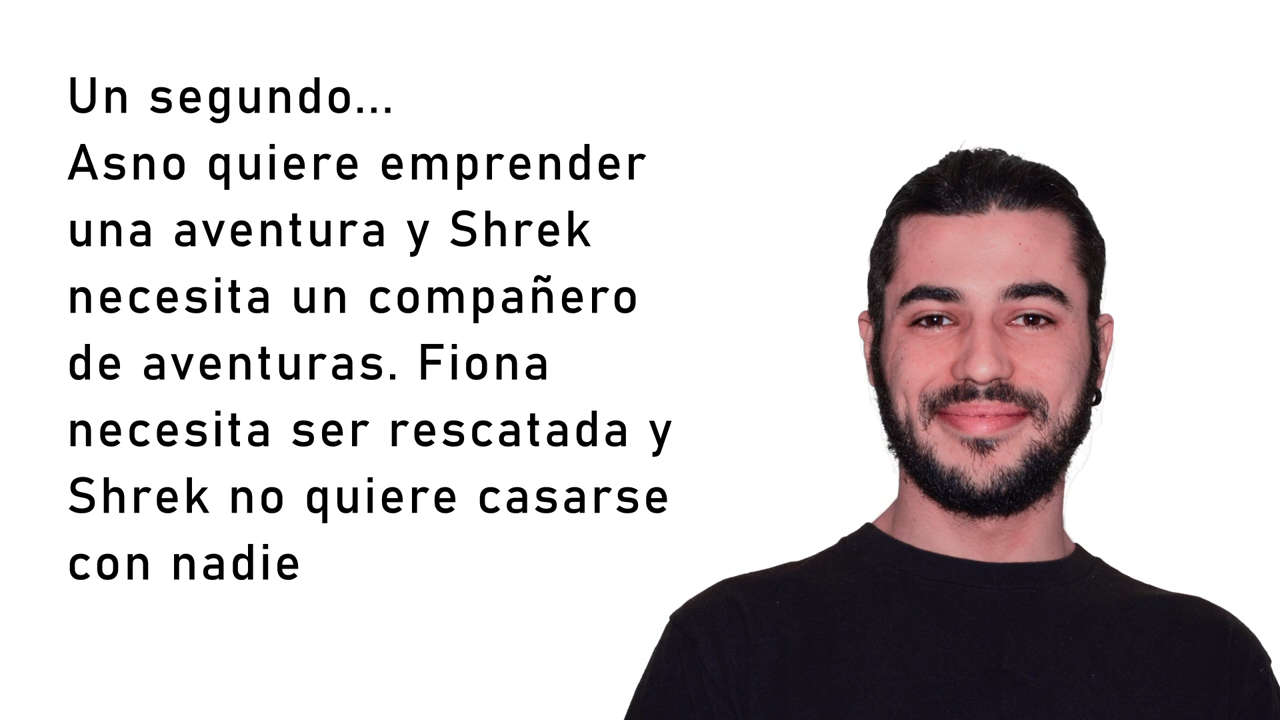 Un segundo...
Asno quiere emprender
una aventura y Shrek
necesita un compañero
de aventuras. Fiona
necesita ser rescatada y
Shrek no quiere casarse
con nadie